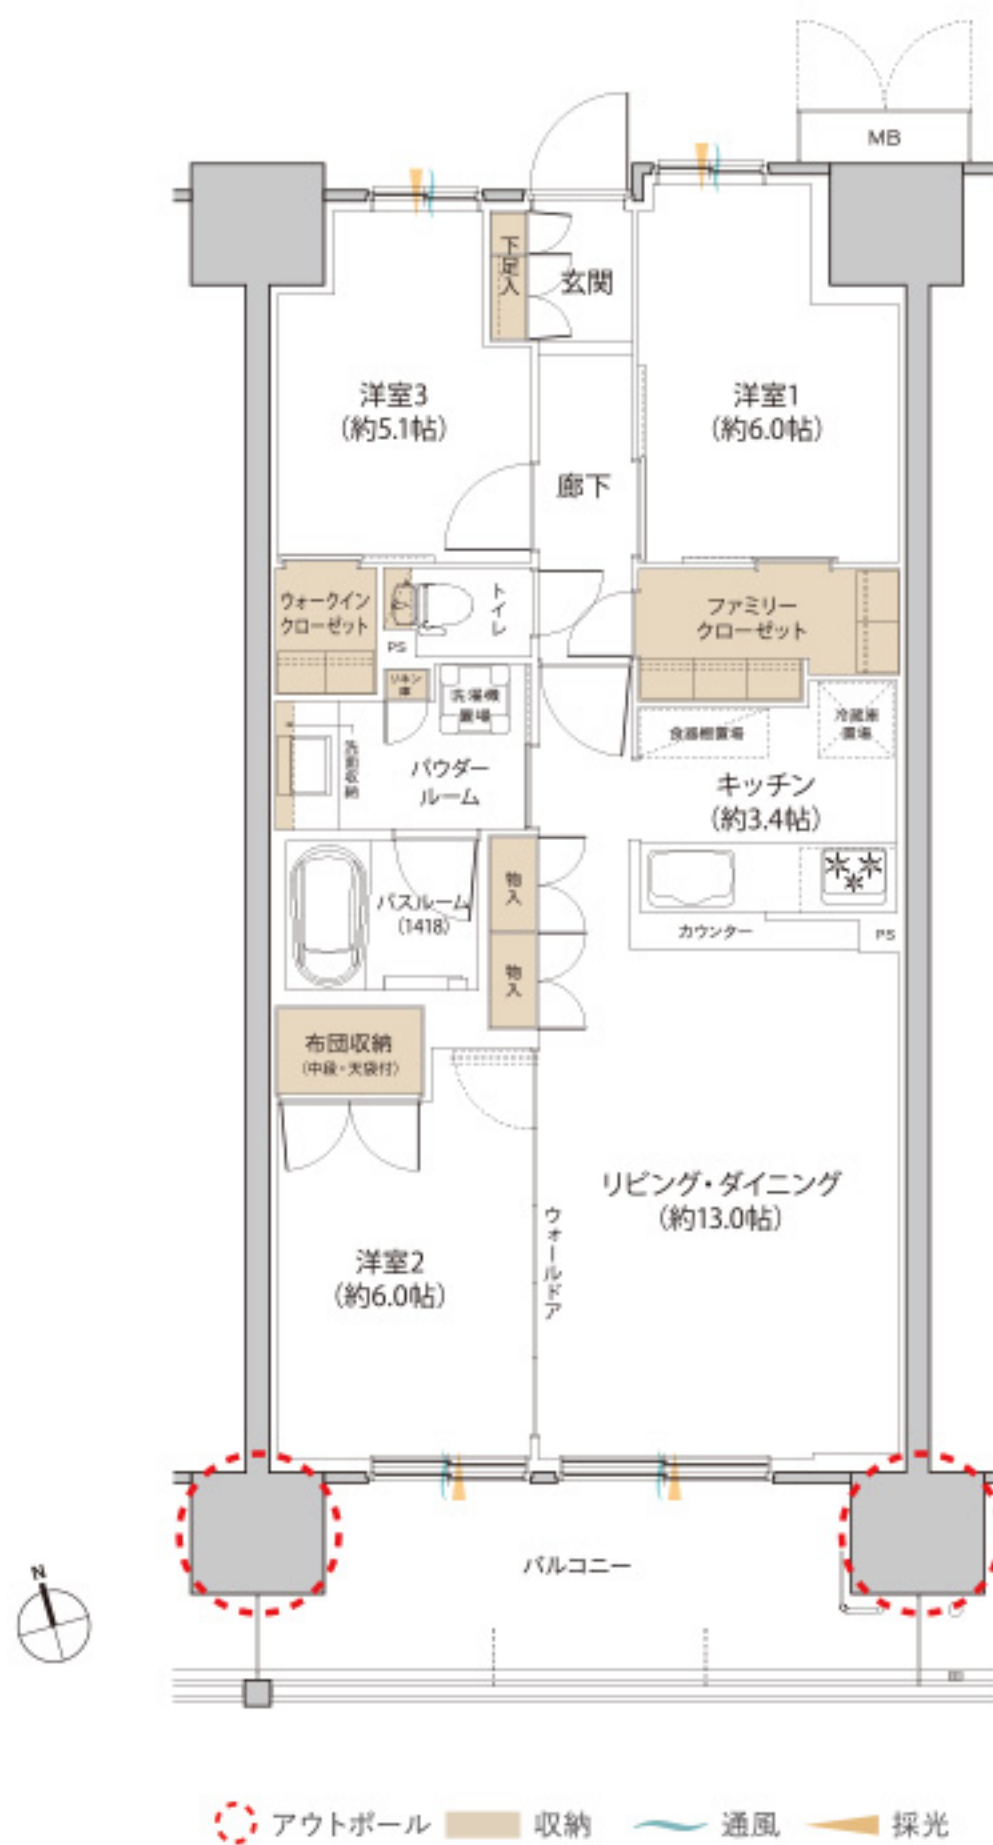 MB
下足入
玄関
洋室3
（約5.1帖）
洋室1
（約6.0帖）
廊下
ウォークイン
クローゼット
トイレ
PS
ファミリー
クローゼット
リネン
庫
洗濯機
置場
食器棚置場
冷蔵庫
置場
パウダー
ルーム
キッチン
（約3.4帖）
バスルーム
（1418）
物入
物入
カウンター
PS
布団収納
（中段・天袋付）
リビング・ダイニング
（約13.0帖）
ウォールドア
洋室2
（約6.0帖）
バルコニー
N
アウトポール
収納
通風
採光